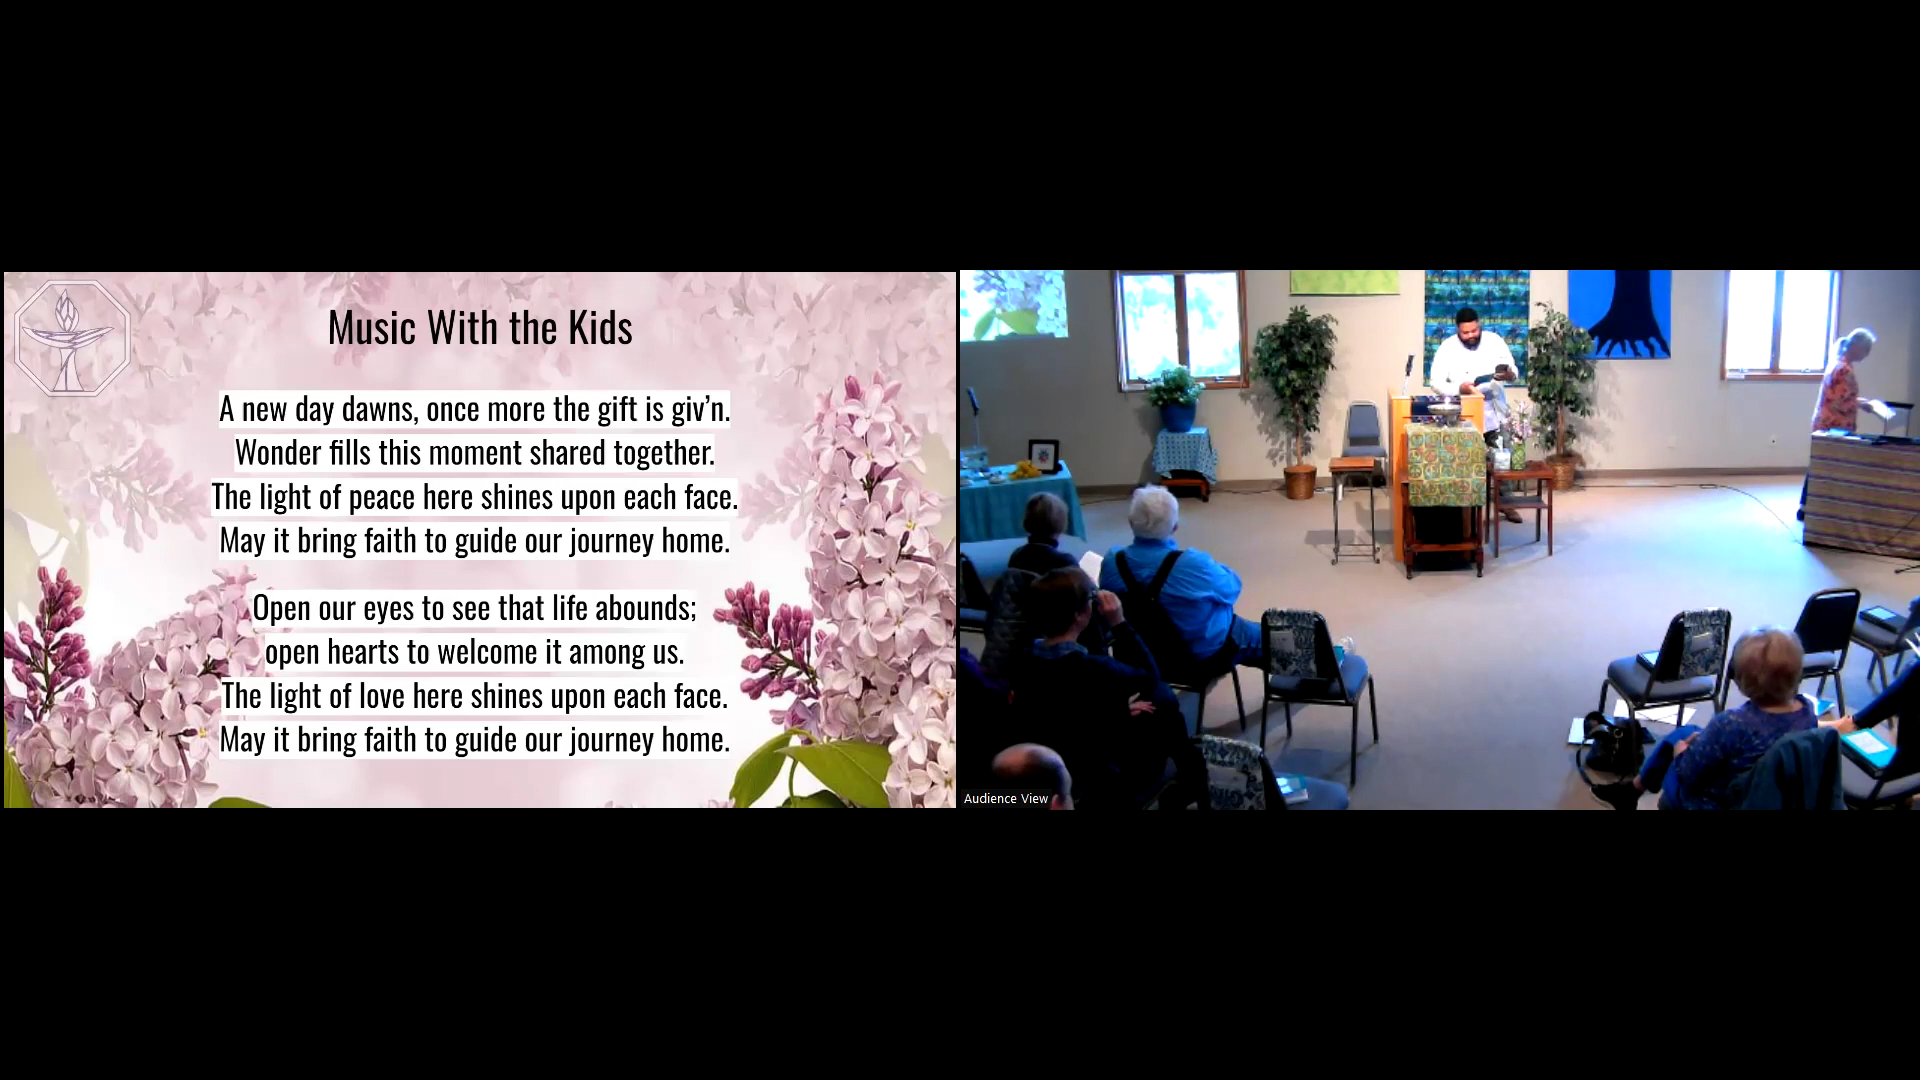 Music With the Kids
A new day dawns, once more the gift is giv’n.
Wonder fills this moment shared together.
The light of peace here shines upon each face.
May it bring faith to guide our journey home.
Open our eyes to see that life abounds;
open hearts to welcome it among us.
The light of love here shines upon each face.
May it bring faith to guide our journey home.
Audience View